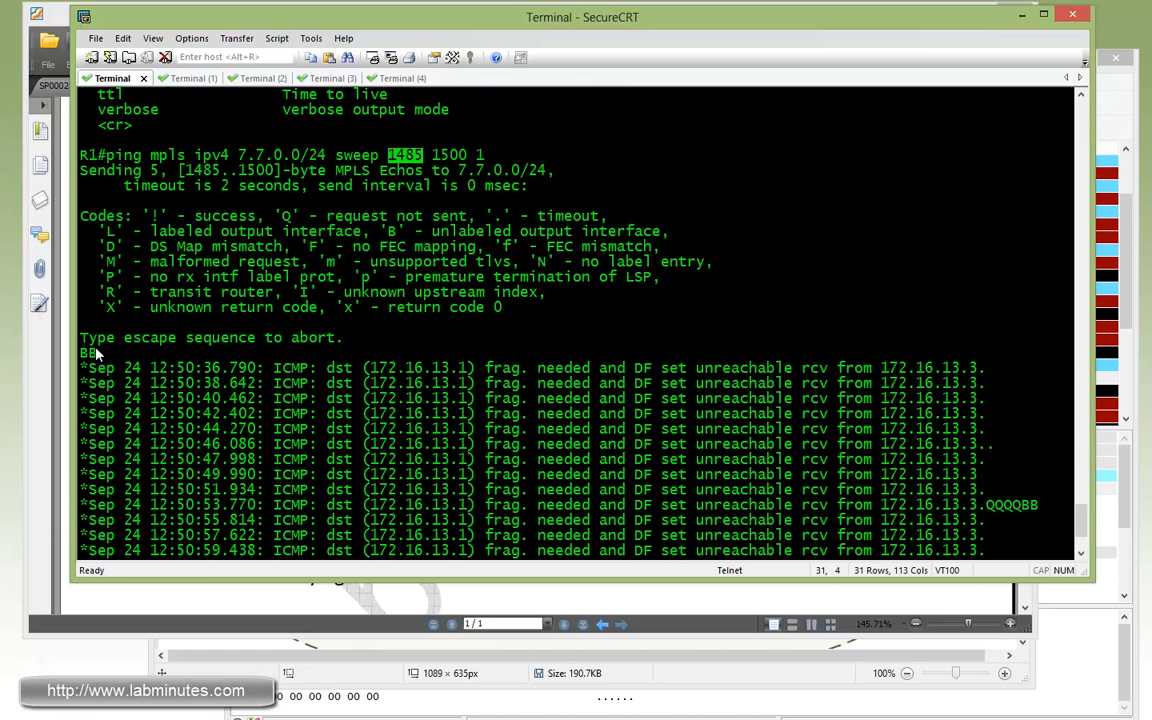 Terminal - SecureCRT
File Edit View Options Transfer Script Tools Help
Enter host <Alt+R>
File
SP0002
Terminal Terminal (1) Terminal (2) Terminal (3) Terminal (4)
ttl Time to live
verbose verbose output mode
<cr>
R1#ping mpls ipv4 7.7.0.0/24 sweep 1485 1500 1
Sending 5, [1485..1500]-byte MPLS Echos to 7.7.0.0/24,
timeout is 2 seconds, send interval is 0 msec:
Codes: '!' - success, 'Q' - request not sent, '.' - timeout,
'L' - labeled output interface, 'B' - unlabeled output interface,
'D' - DS Map mismatch, 'F' - no FEC mapping, 'f' - FEC mismatch,
'M' - malformed request, 'm' - unsupported tlvs, 'N' - no label entry,
'P' - no rx intf label prot, 'p' - premature termination of LSP,
'R' - transit router, 'I' - unknown upstream index,
'X' - unknown return code, 'x' - return code 0
Type escape sequence to abort.
BB
*Sep 24 12:50:36.790: ICMP: dst (172.16.13.1) frag. needed and DF set unreachable rcv from 172.16.13.3.
*Sep 24 12:50:38.642: ICMP: dst (172.16.13.1) frag. needed and DF set unreachable rcv from 172.16.13.3.
*Sep 24 12:50:40.462: ICMP: dst (172.16.13.1) frag. needed and DF set unreachable rcv from 172.16.13.3.
*Sep 24 12:50:42.402: ICMP: dst (172.16.13.1) frag. needed and DF set unreachable rcv from 172.16.13.3.
*Sep 24 12:50:44.270: ICMP: dst (172.16.13.1) frag. needed and DF set unreachable rcv from 172.16.13.3.
*Sep 24 12:50:46.086: ICMP: dst (172.16.13.1) frag. needed and DF set unreachable rcv from 172.16.13.3..
*Sep 24 12:50:47.998: ICMP: dst (172.16.13.1) frag. needed and DF set unreachable rcv from 172.16.13.3.
*Sep 24 12:50:49.990: ICMP: dst (172.16.13.1) frag. needed and DF set unreachable rcv from 172.16.13.3.
*Sep 24 12:50:51.934: ICMP: dst (172.16.13.1) frag. needed and DF set unreachable rcv from 172.16.13.3.
*Sep 24 12:50:53.770: ICMP: dst (172.16.13.1) frag. needed and DF set unreachable rcv from 172.16.13.3.QQQQBB
*Sep 24 12:50:55.814: ICMP: dst (172.16.13.1) frag. needed and DF set unreachable rcv from 172.16.13.3.
*Sep 24 12:50:57.622: ICMP: dst (172.16.13.1) frag. needed and DF set unreachable rcv from 172.16.13.3.
*Sep 24 12:50:59.438: ICMP: dst (172.16.13.1) frag. needed and DF set unreachable rcv from 172.16.13.3.
Ready Telnet 31, 4 31 Rows, 113 Cols VT100 CAP NUM
1 / 1 145.71%
1089 × 635px Size: 190.7KB 100%
http://www.labminutes.com
00 00 00 00 00 00 ......